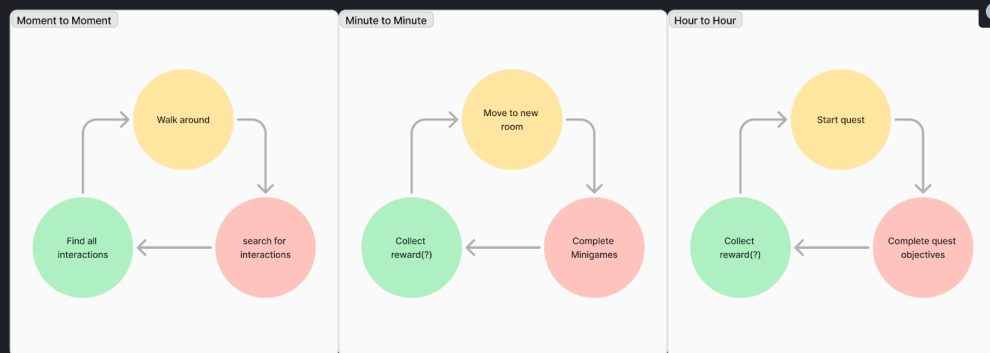 Moment to Moment
Walk around
search for
interactions
Find all
interactions
Minute to Minute
Move to new
room
Complete
Minigames
Collect
reward(?)
Hour to Hour
Start quest
Complete quest
objectives
Collect
reward(?)